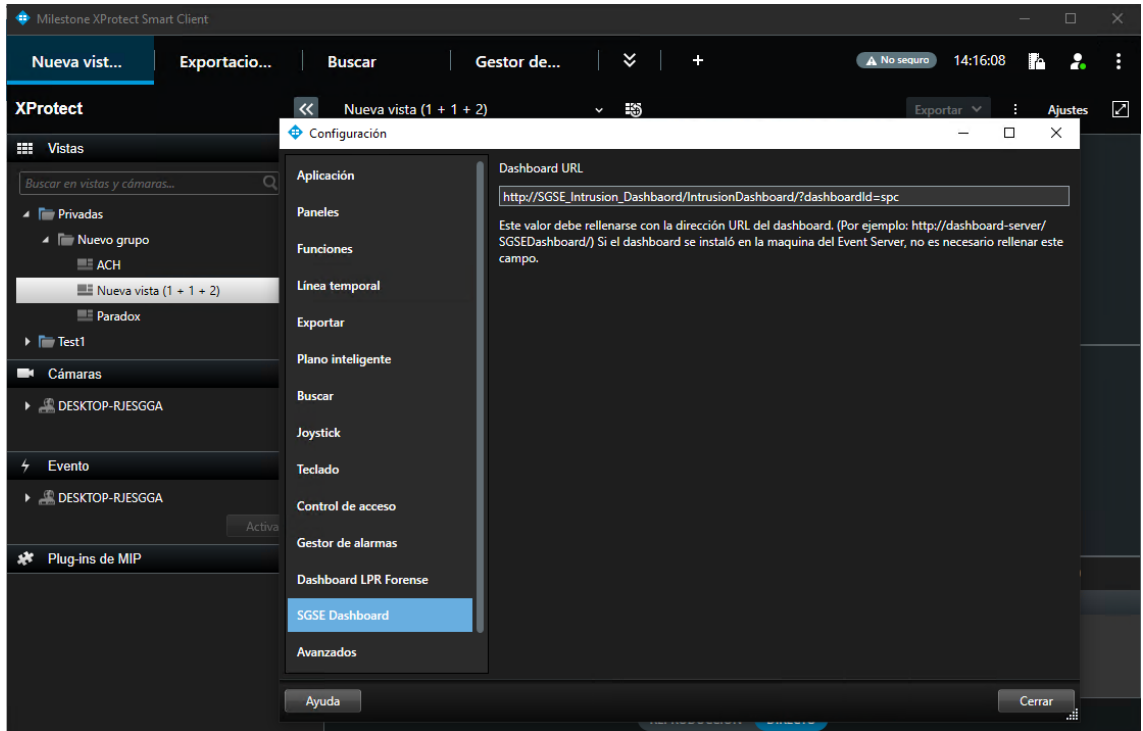 Milestone XProtect Smart Client
Nueva vist...
Exportacio...
Buscar
Gestor de...
+
No seguro
14:16:08
XProtect
Nueva vista (1 + 1 + 2)
Exportar
Ajustes
Vistas
Buscar en vistas y cámaras...
Privadas
Nuevo grupo
ACH
Nueva vista (1 + 1 + 2)
Paradox
Test1
Cámaras
DESKTOP-RJESGGA
Evento
DESKTOP-RJESGGA
Activa
Plug-ins de MIP
Configuración
Aplicación
Paneles
Funciones
Línea temporal
Exportar
Plano inteligente
Buscar
Joystick
Teclado
Control de acceso
Gestor de alarmas
Dashboard LPR Forense
SGSE Dashboard
Avanzados
Dashboard URL
http://SGSE_Intrusion_Dashbaord/IntrusionDashboard/?dashboardId=spc
Este valor debe rellenarse con la dirección URL del dashboard. (Por ejemplo: http://dashboard-server/
SGSEDashboard/) Si el dashboard se instaló en la maquina del Event Server, no es necesario rellenar este
campo.
Ayuda
Cerrar